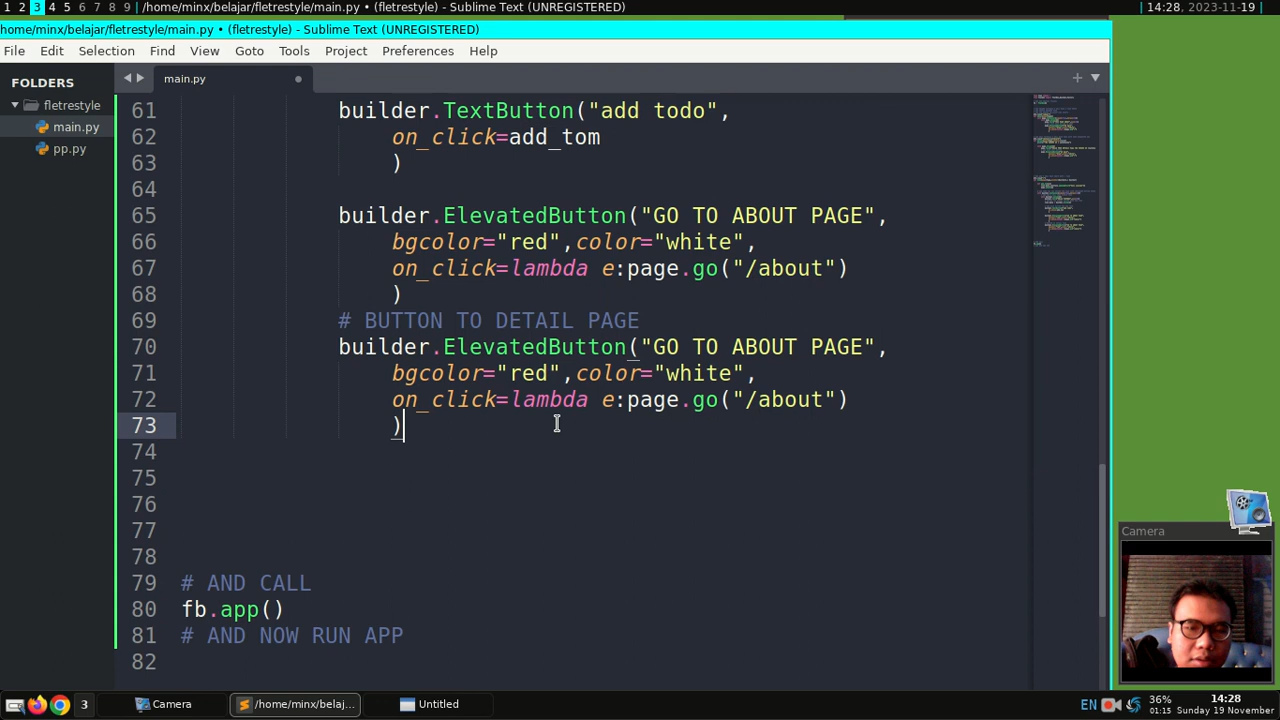 1 2 3 4 5 6 7 8 9 | /home/minx/belajar/fletrestyle/main.py • (fletrestyle) - Sublime Text (UNREGISTERED) | 14:28, 2023-11-19 |
home/minx/belajar/fletrestyle/main.py • (fletrestyle) - Sublime Text (UNREGISTERED)
File Edit Selection Find View Goto Tools Project Preferences Help
FOLDERS
fletrestyle
main.py
pp.py
main.py
61 builder.TextButton("add todo",
62 on_click=add_tom
63 )
64
65 builder.ElevatedButton("GO TO ABOUT PAGE",
66 bgcolor="red",color="white",
67 on_click=lambda e:page.go("/about")
68 )
69 # BUTTON TO DETAIL PAGE
70 builder.ElevatedButton("GO TO ABOUT PAGE",
71 bgcolor="red",color="white",
72 on_click=lambda e:page.go("/about")
73 )
74
75
76
77
78
79 # AND CALL
80 fb.app()
81 # AND NOW RUN APP
82
Camera
3 Camera /home/minx/belaj... Untitled
EN 36% 01:15 14:28 Sunday 19 November